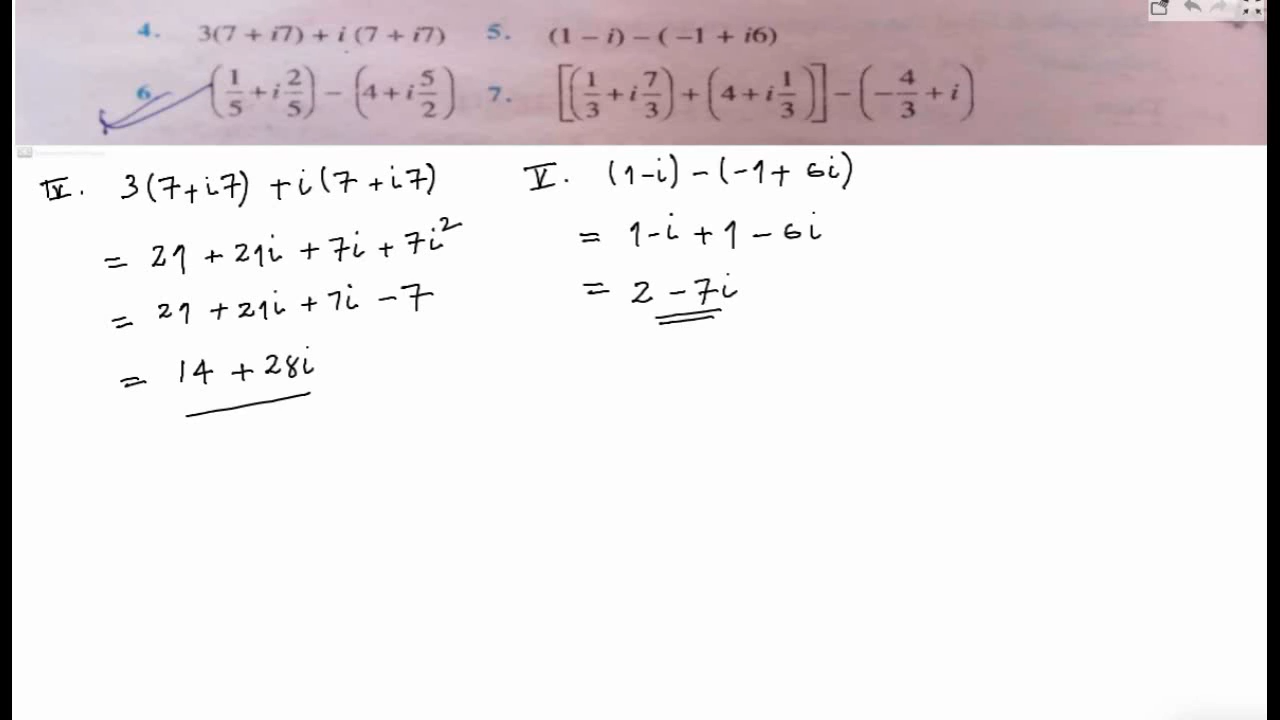 4. 3(7 + i7) + i (7 + i7) 5. (1 – i) – ( –1 + i6)
6. (1/5 + i 2/5) – (4 + i 5/2) 7. [(1/3 + i 7/3) + (4 + i 1/3)] – (–4/3 + i)
IV. 3(7+i7) + i(7+i7)
= 21 + 21i + 7i + 7i²
= 21 + 21i + 7i - 7
= 14 + 28i
V. (1-i) - (-1 + 6i)
= 1-i + 1 - 6i
= 2 - 7i